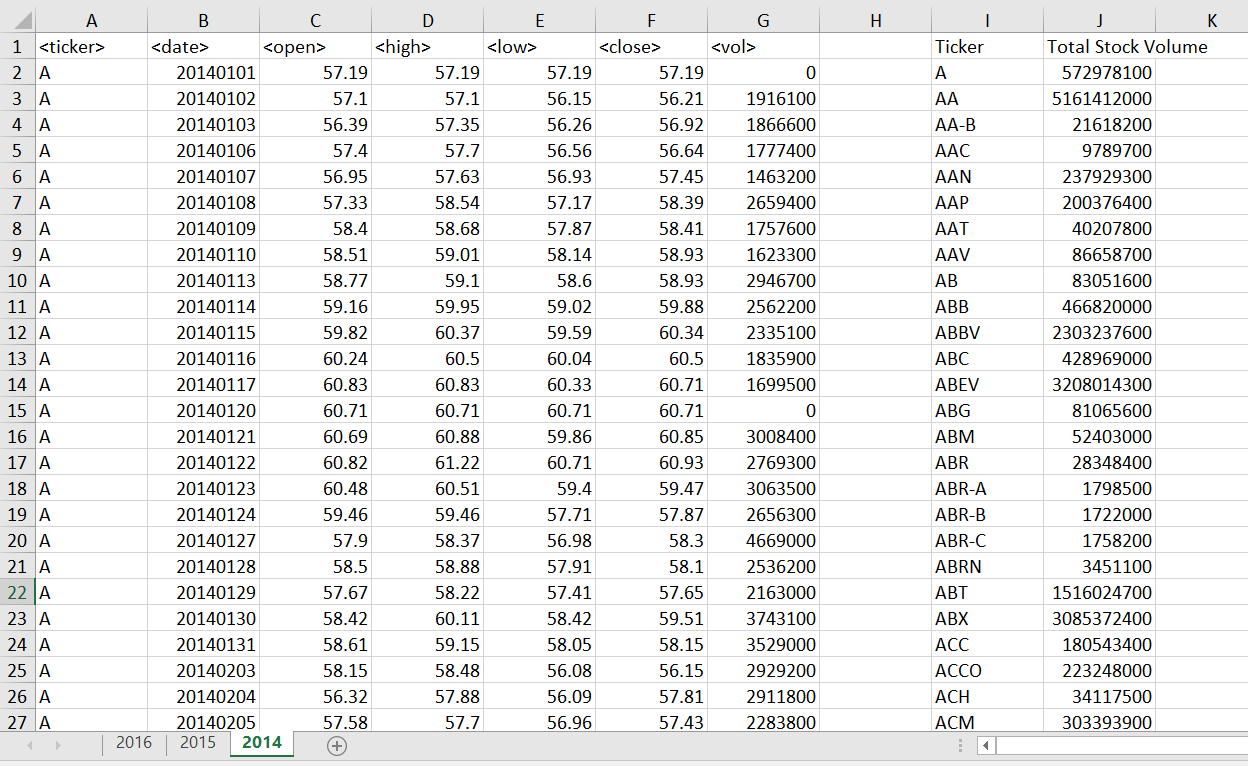 A B C D E F G H I J K
1 <ticker> <date> <open> <high> <low> <close> <vol> Ticker Total Stock Volume
2 A 20140101 57.19 57.19 57.19 57.19 0 A 572978100
3 A 20140102 57.1 57.1 56.15 56.21 1916100 AA 5161412000
4 A 20140103 56.39 57.35 56.26 56.92 1866600 AA-B 21618200
5 A 20140106 57.4 57.7 56.56 56.64 1777400 AAC 9789700
6 A 20140107 56.95 57.63 56.93 57.45 1463200 AAN 237929300
7 A 20140108 57.33 58.54 57.17 58.39 2659400 AAP 200376400
8 A 20140109 58.4 58.68 57.87 58.41 1757600 AAT 40207800
9 A 20140110 58.51 59.01 58.14 58.93 1623300 AAV 86658700
10 A 20140113 58.77 59.1 58.6 58.93 2946700 AB 83051600
11 A 20140114 59.16 59.95 59.02 59.88 2562200 ABB 466820000
12 A 20140115 59.82 60.37 59.59 60.34 2335100 ABBV 2303237600
13 A 20140116 60.24 60.5 60.04 60.5 1835900 ABC 428969000
14 A 20140117 60.83 60.83 60.33 60.71 1699500 ABEV 3208014300
15 A 20140120 60.71 60.71 60.71 60.71 0 ABG 81065600
16 A 20140121 60.69 60.88 59.86 60.85 3008400 ABM 52403000
17 A 20140122 60.82 61.22 60.71 60.93 2769300 ABR 28348400
18 A 20140123 60.48 60.51 59.4 59.47 3063500 ABR-A 1798500
19 A 20140124 59.46 59.46 57.71 57.87 2656300 ABR-B 1722000
20 A 20140127 57.9 58.37 56.98 58.3 4669000 ABR-C 1758200
21 A 20140128 58.5 58.88 57.91 58.1 2536200 ABRN 3451100
22 A 20140129 57.67 58.22 57.41 57.65 2163000 ABT 1516024700
23 A 20140130 58.42 60.11 58.42 59.51 3743100 ABX 3085372400
24 A 20140131 58.61 59.15 58.05 58.15 3529000 ACC 180543400
25 A 20140203 58.15 58.48 56.08 56.15 2929200 ACCO 223248000
26 A 20140204 56.32 57.88 56.09 57.81 2911800 ACH 34117500
27 A 20140205 57.58 57.7 56.96 57.43 2283800 ACM 303393900
2016 2015 2014